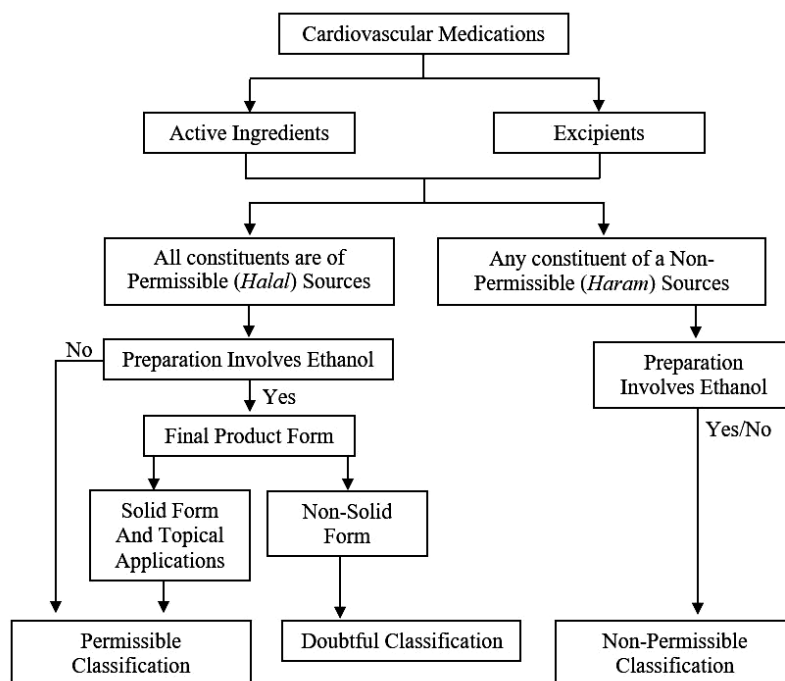 Cardiovascular Medications
Active Ingredients
Excipients
All constituents are of
Permissible (Halal) Sources
Any constituent of a Non-
Permissible (Haram) Sources
No
Preparation Involves Ethanol
Preparation
Involves Ethanol
Yes
Yes/No
Final Product Form
Solid Form
And Topical
Applications
Non-Solid
Form
Permissible
Classification
Doubtful Classification
Non-Permissible
Classification